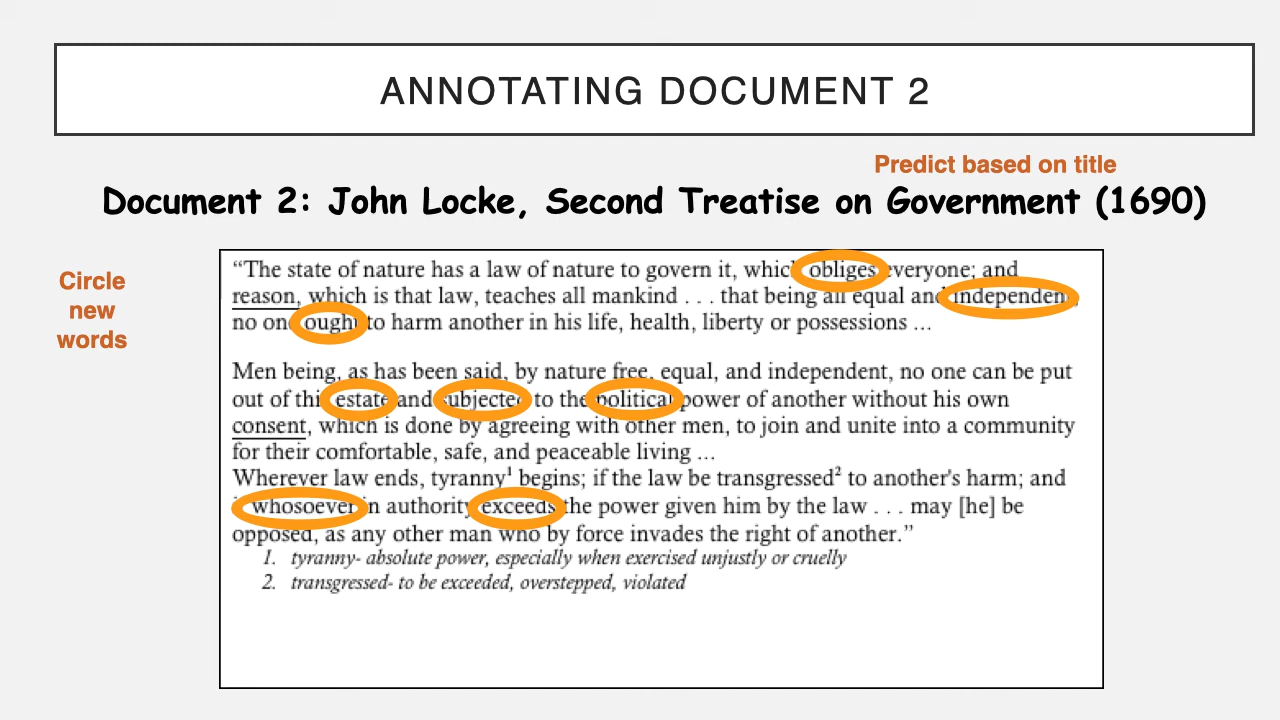 ANNOTATING DOCUMENT 2
Predict based on title
Document 2: John Locke, Second Treatise on Government (1690)
Circle
new
words
“The state of nature has a law of nature to govern it, which obliges everyone; and
reason, which is that law, teaches all mankind . . . that being all equal and independent,
no one ought to harm another in his life, health, liberty or possessions ...
Men being, as has been said, by nature free, equal, and independent, no one can be put
out of this estate and subjected to the political power of another without his own
consent, which is done by agreeing with other men, to join and unite into a community
for their comfortable, safe, and peaceable living ...
Wherever law ends, tyranny¹ begins; if the law be transgressed² to another's harm; and
whosoever in authority exceeds the power given him by the law . . . may [he] be
opposed, as any other man who by force invades the right of another.”
1. tyranny- absolute power, especially when exercised unjustly or cruelly
2. transgressed- to be exceeded, overstepped, violated